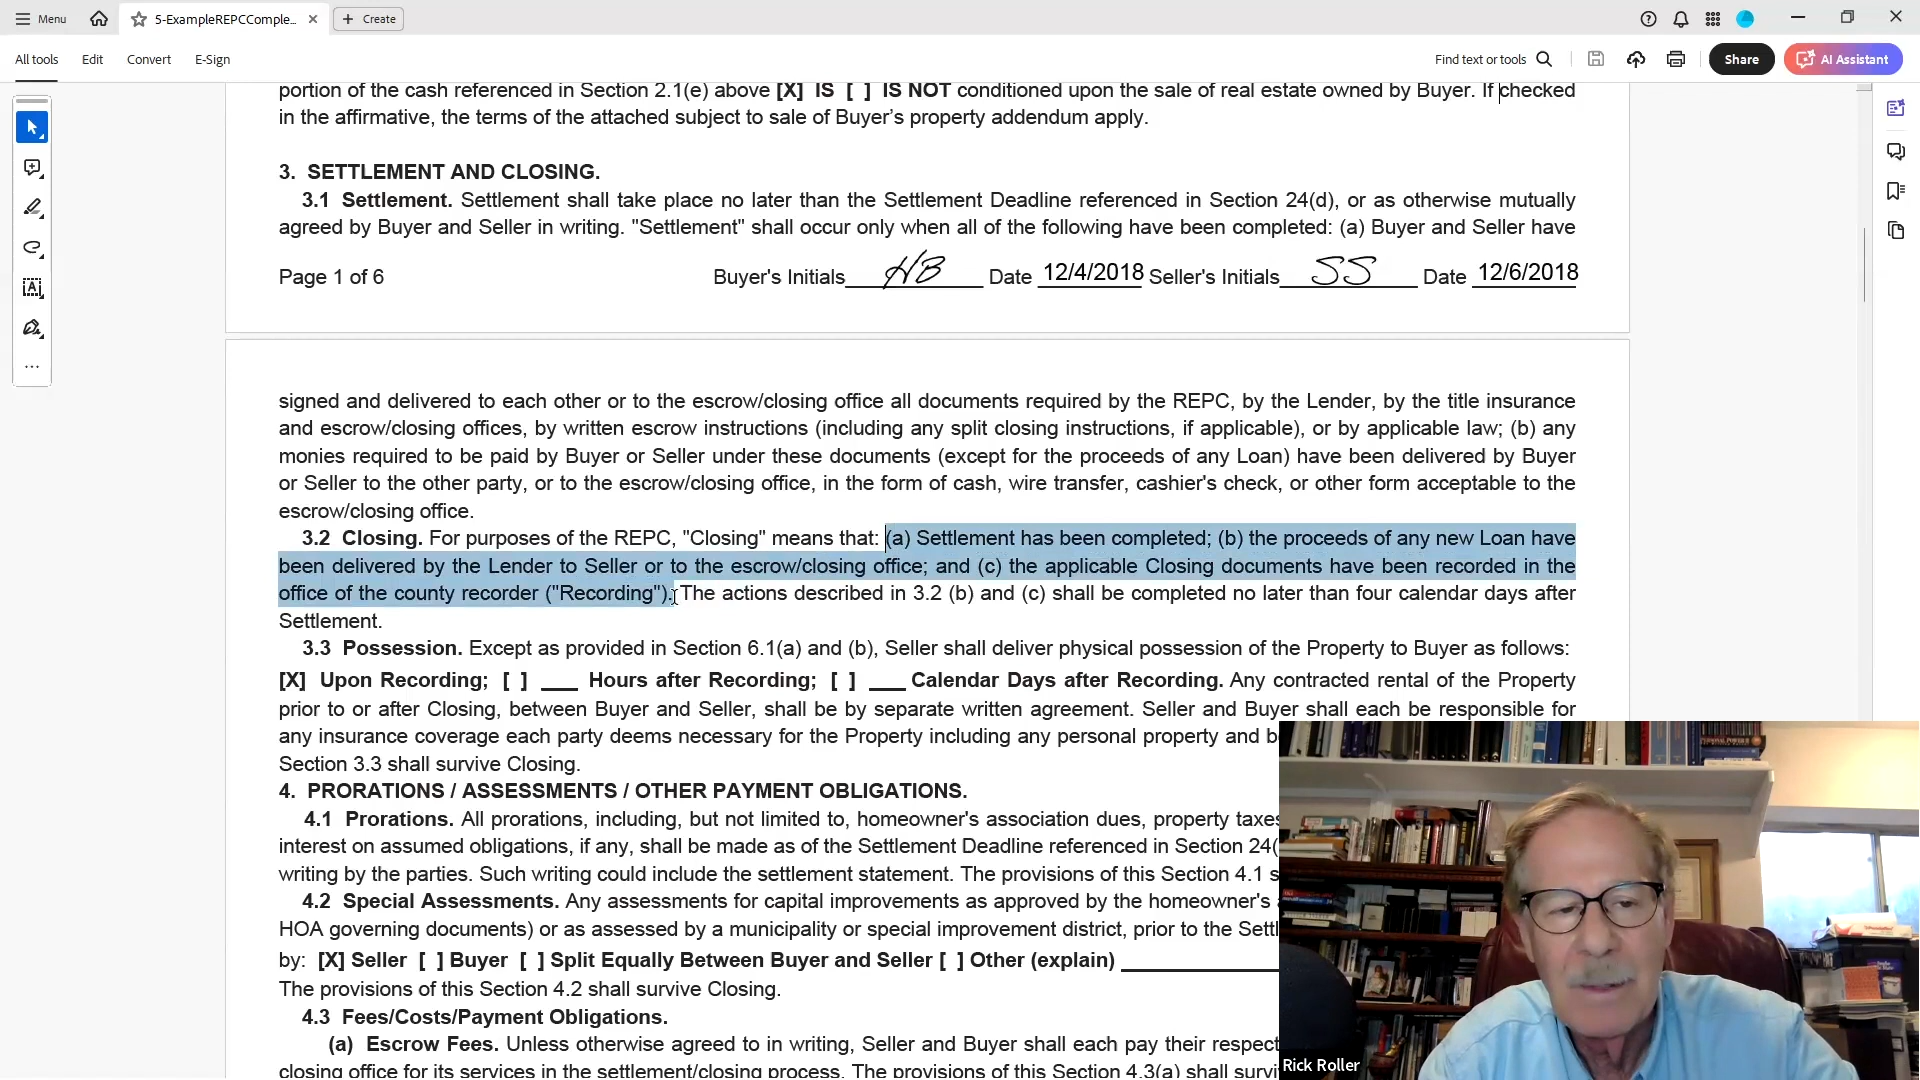 Menu
5-ExampleREPCComple...
Create
All tools
Edit
Convert
E-Sign
Find text or tools
Share
AI Assistant
portion of the cash referenced in Section 2.1(e) above [X] IS [ ] IS NOT conditioned upon the sale of real estate owned by Buyer. If checked
in the affirmative, the terms of the attached subject to sale of Buyer's property addendum apply.
3. SETTLEMENT AND CLOSING.
3.1 Settlement. Settlement shall take place no later than the Settlement Deadline referenced in Section 24(d), or as otherwise mutually
agreed by Buyer and Seller in writing. "Settlement" shall occur only when all of the following have been completed: (a) Buyer and Seller have
Page 1 of 6 Buyer's Initials HB Date 12/4/2018 Seller's Initials SS Date 12/6/2018
signed and delivered to each other or to the escrow/closing office all documents required by the REPC, by the Lender, by the title insurance
and escrow/closing offices, by written escrow instructions (including any split closing instructions, if applicable), or by applicable law; (b) any
monies required to be paid by Buyer or Seller under these documents (except for the proceeds of any Loan) have been delivered by Buyer
or Seller to the other party, or to the escrow/closing office, in the form of cash, wire transfer, cashier's check, or other form acceptable to the
escrow/closing office.
3.2 Closing. For purposes of the REPC, "Closing" means that: (a) Settlement has been completed; (b) the proceeds of any new Loan have
been delivered by the Lender to Seller or to the escrow/closing office; and (c) the applicable Closing documents have been recorded in the
office of the county recorder ("Recording"). The actions described in 3.2 (b) and (c) shall be completed no later than four calendar days after
Settlement.
3.3 Possession. Except as provided in Section 6.1(a) and (b), Seller shall deliver physical possession of the Property to Buyer as follows:
[X] Upon Recording; [ ] ___ Hours after Recording; [ ] ___ Calendar Days after Recording. Any contracted rental of the Property
prior to or after Closing, between Buyer and Seller, shall be by separate written agreement. Seller and Buyer shall each be responsible for
any insurance coverage each party deems necessary for the Property including any personal property and b
Section 3.3 shall survive Closing.
4. PRORATIONS / ASSESSMENTS / OTHER PAYMENT OBLIGATIONS.
4.1 Prorations. All prorations, including, but not limited to, homeowner's association dues, property taxes
interest on assumed obligations, if any, shall be made as of the Settlement Deadline referenced in Section 24(
writing by the parties. Such writing could include the settlement statement. The provisions of this Section 4.1 s
4.2 Special Assessments. Any assessments for capital improvements as approved by the homeowner's
HOA governing documents) or as assessed by a municipality or special improvement district, prior to the Settl
by: [X] Seller [ ] Buyer [ ] Split Equally Between Buyer and Seller [ ] Other (explain)
The provisions of this Section 4.2 shall survive Closing.
4.3 Fees/Costs/Payment Obligations.
(a) Escrow Fees. Unless otherwise agreed to in writing, Seller and Buyer shall each pay their respect
closing office for its services in the settlement/closing process. The provisions of this Section 4.3(a) shall survi
Rick Roller